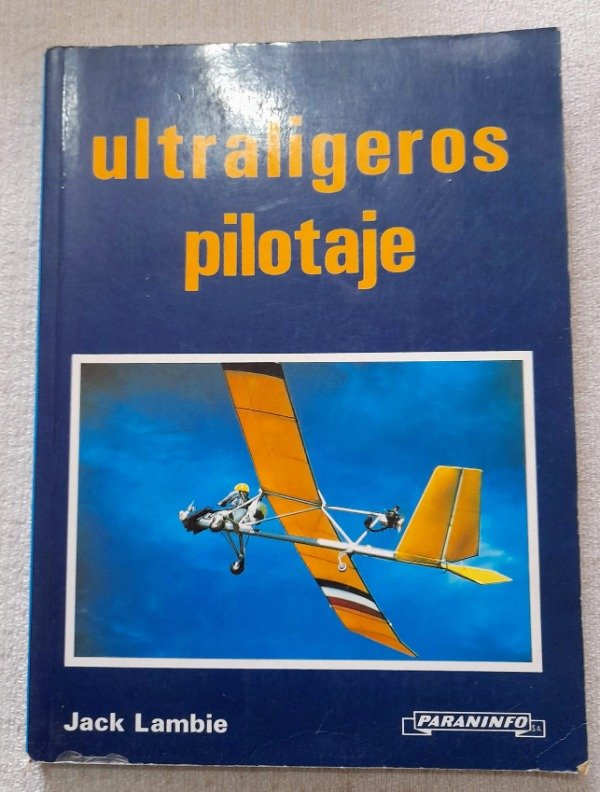 ultraligeros
pilotaje
Jack Lambie
PARANINFO S.A.